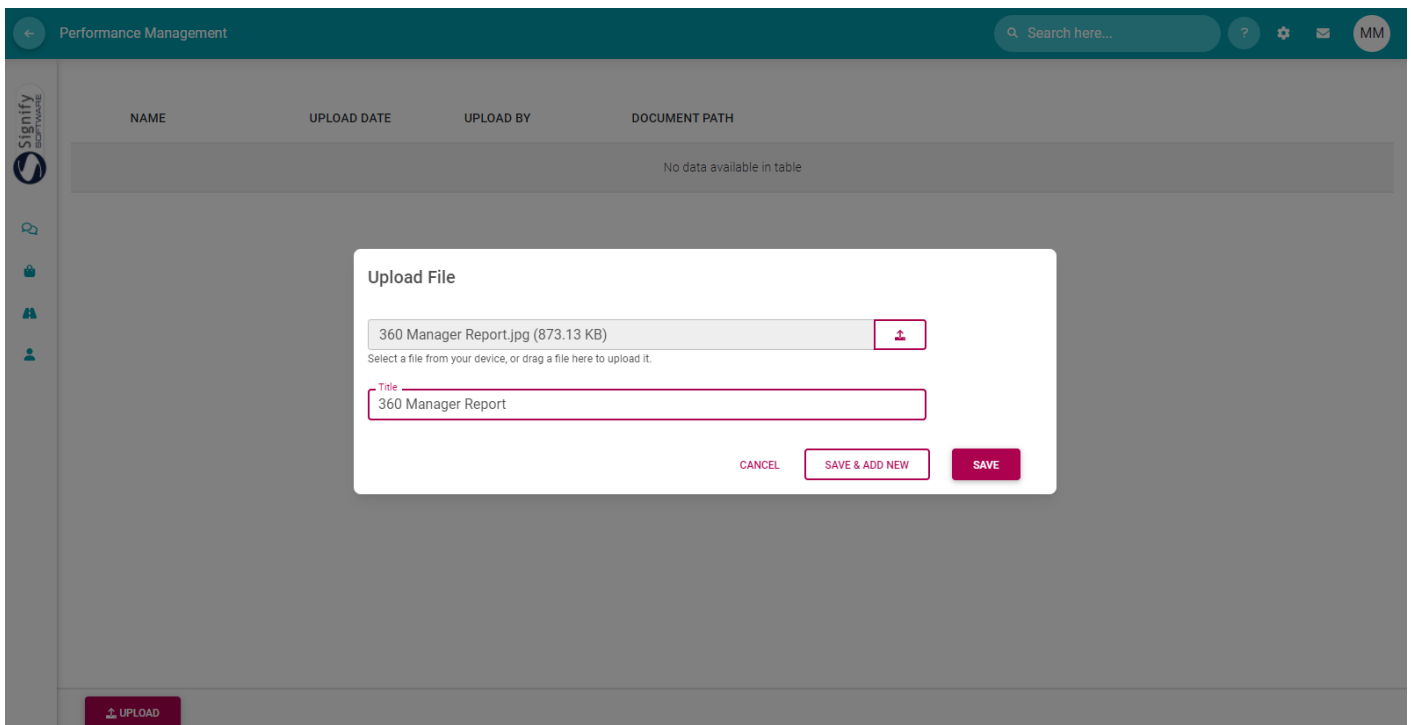 Performance Management
Search here...
?
MM
Signify
SOFTWARE
NAME UPLOAD DATE UPLOAD BY DOCUMENT PATH
No data available in table
Upload File
360 Manager Report.jpg (873.13 KB)
Select a file from your device, or drag a file here to upload it.
Title
360 Manager Report
CANCEL SAVE & ADD NEW SAVE
UPLOAD